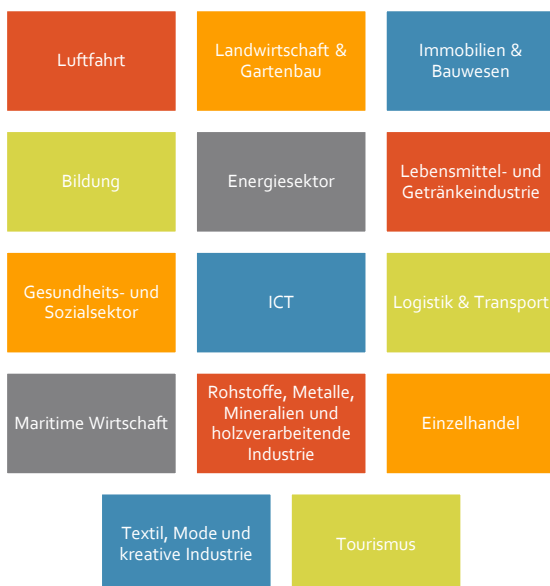 Luftfahrt
Landwirtschaft &
Gartenbau
Immobilien &
Bauwesen
Bildung
Energiesektor
Lebensmittel- und
Getränkeindustrie
Gesundheits- und
Sozialsektor
ICT
Logistik & Transport
Maritime Wirtschaft
Rohstoffe, Metalle,
Mineralien und
holzverarbeitende
Industrie
Einzelhandel
Textil, Mode und
kreative Industrie
Tourismus